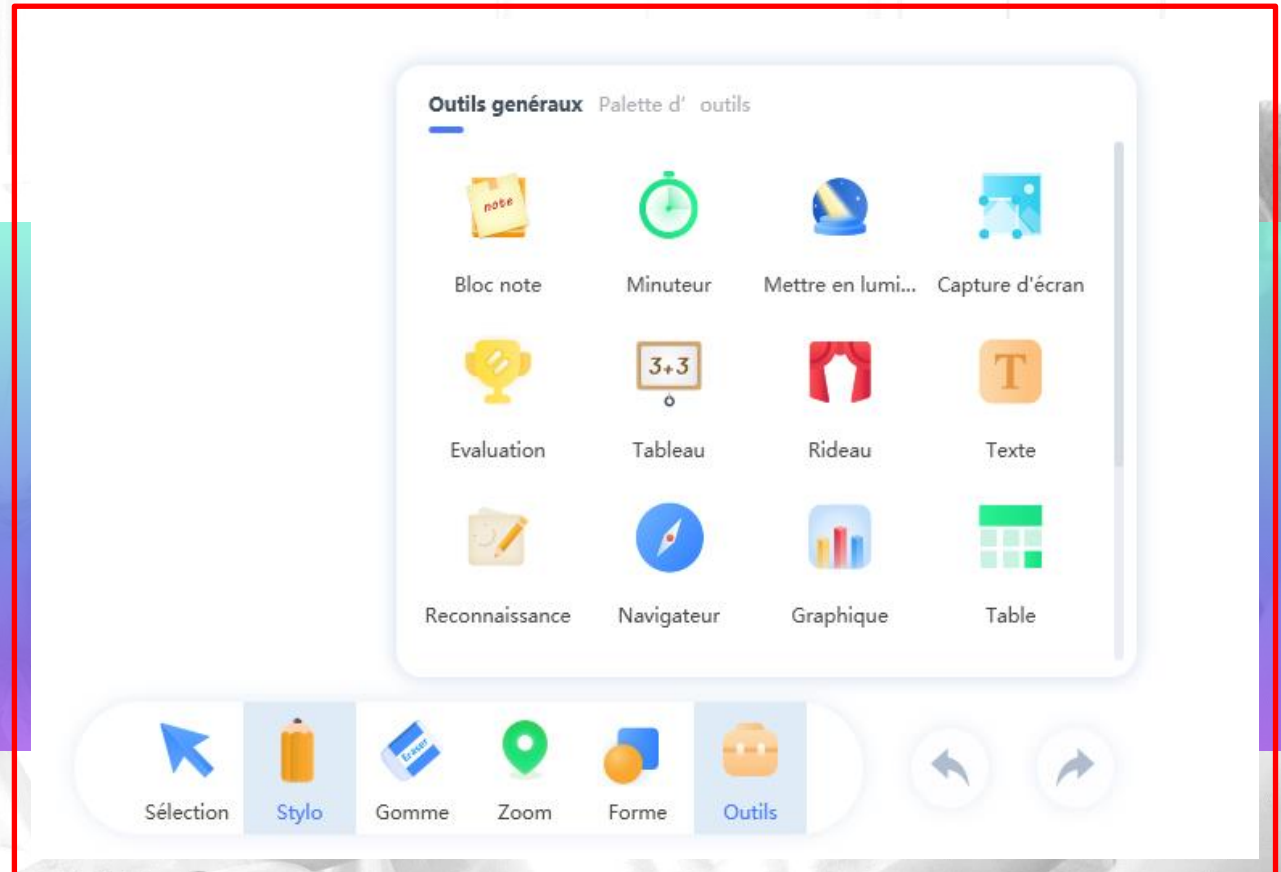 Outils genéraux Palette d’ outils
note
Bloc note Minuteur Mettre en lumi... Capture d'écran
3+3 T
Evaluation Tableau Rideau Texte
Reconnaissance Navigateur Graphique Table
Eraser
Sélection Stylo Gomme Zoom Forme Outils